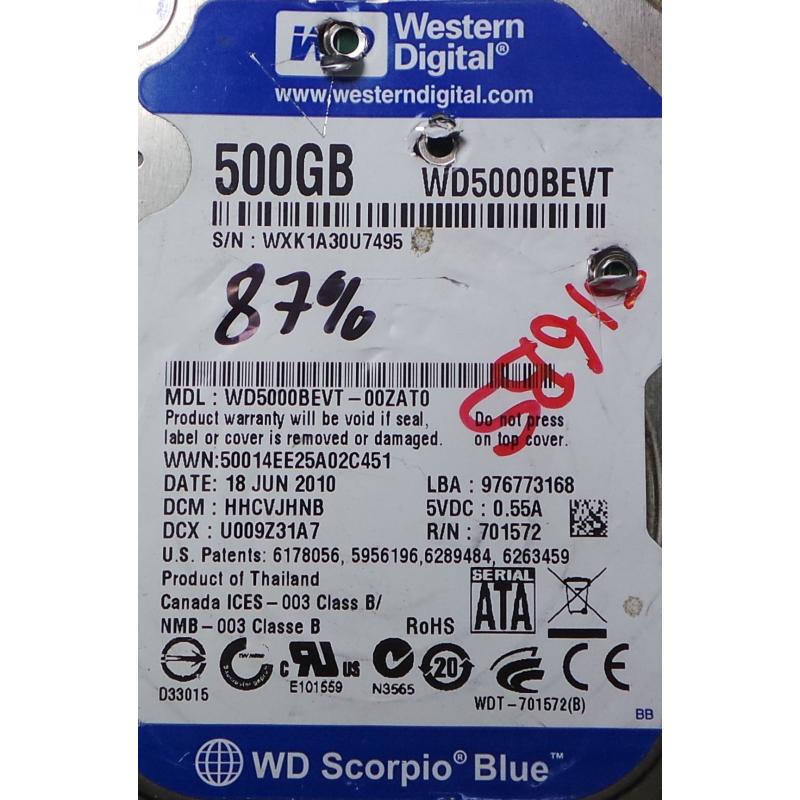 WD Western
Digital®
www.westerndigital.com
500GB WD5000BEVT
S/N : WXK1A30U7495
87%
MDL : WD5000BEVT-00ZAT0
Product warranty will be void if seal, Do not press
label or cover is removed or damaged. on top cover.
WWN:50014EE25A02C451
DATE: 18 JUN 2010 LBA : 976773168
DCM : HHCVJHNB 5VDC : 0.55A
DCX : U009Z31A7 R/N : 701572
U.S. Patents: 6178056, 5956196,6289484, 6263459
Product of Thailand SERIAL
Canada ICES-003 Class B/ ATA
NMB-003 Classe B RoHS
c RU US 20 CE
D33015 E101559 N3565 WDT-701572(B)
BB
WD Scorpio® Blue™